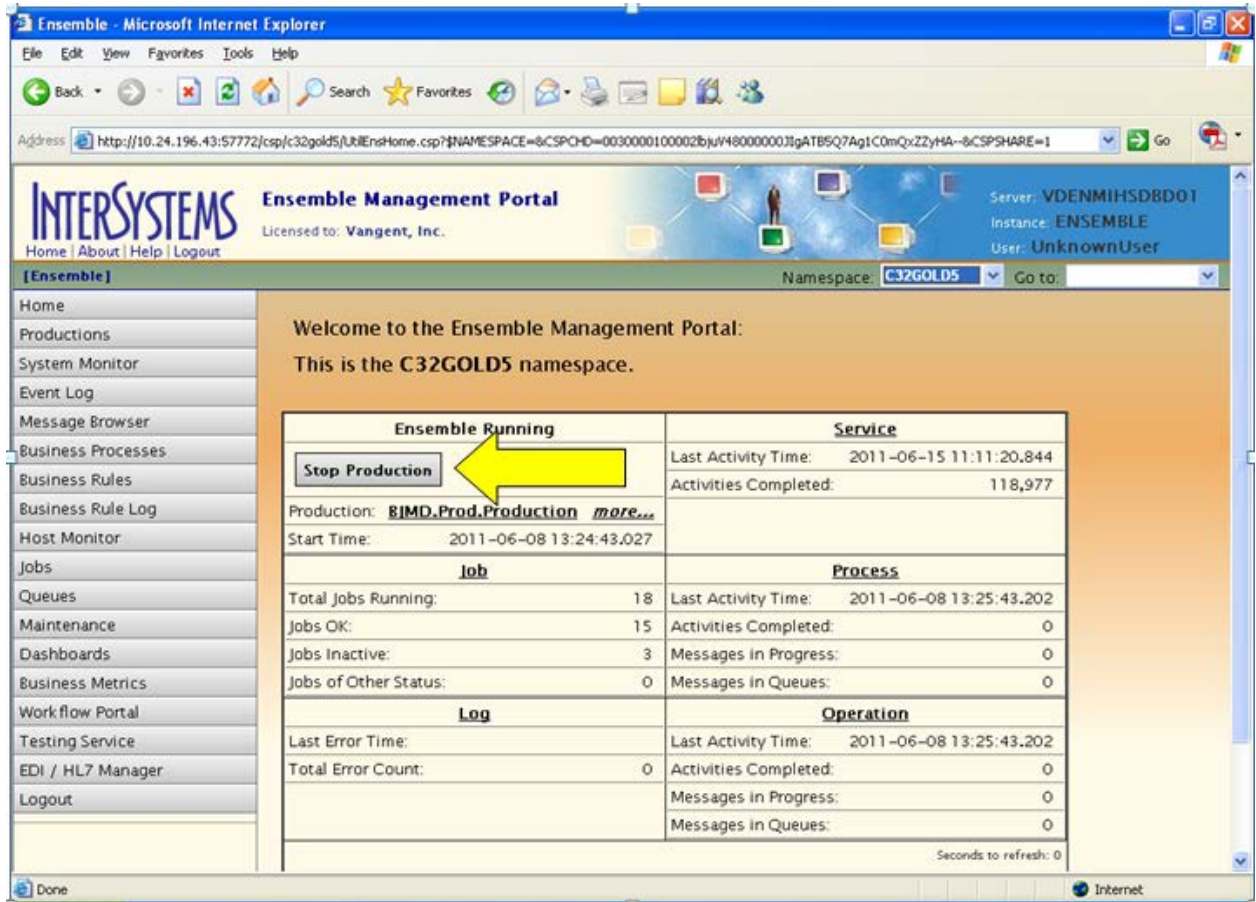 Ensemble - Microsoft Internet Explorer
File Edit View Favorites Tools Help
Back Search Favorites
Address http://10.24.196.43:57772/csp/c32gold5/UtilEnsHome.csp?$NAMESPACE=&CSPCHD=
Go
INTERSYSTEMS
Home | About | Help | Logout
Ensemble Management Portal
Licensed to: Vangent, Inc.
Server: VDENMIHSDBD01
Instance: ENSEMBLE
User: UnknownUser
[Ensemble]
Namespace: C32GOLD5 Go to:
Home
Productions
System Monitor
Event Log
Message Browser
Business Processes
Business Rules
Business Rule Log
Host Monitor
Jobs
Queues
Maintenance
Dashboards
Business Metrics
Workflow Portal
Testing Service
EDI / HL7 Manager
Logout
Welcome to the Ensemble Management Portal:
This is the C32GOLD5 namespace.
Ensemble Running
Stop Production
Production: BJMD.Prod.Production more...
Start Time: 2011-06-08 13:24:43.027
Service
Last Activity Time: 2011-06-15 11:11:20.844
Activities Completed: 118,977
Job
Total Jobs Running: 18
Jobs OK: 15
Jobs Inactive: 3
Jobs of Other Status: 0
Process
Last Activity Time: 2011-06-08 13:25:43.202
Activities Completed: 0
Messages in Progress: 0
Messages in Queues: 0
Log
Last Error Time:
Total Error Count: 0
Operation
Last Activity Time: 2011-06-08 13:25:43.202
Activities Completed: 0
Messages in Progress: 0
Messages in Queues: 0
Seconds to refresh: 0
Done
Internet